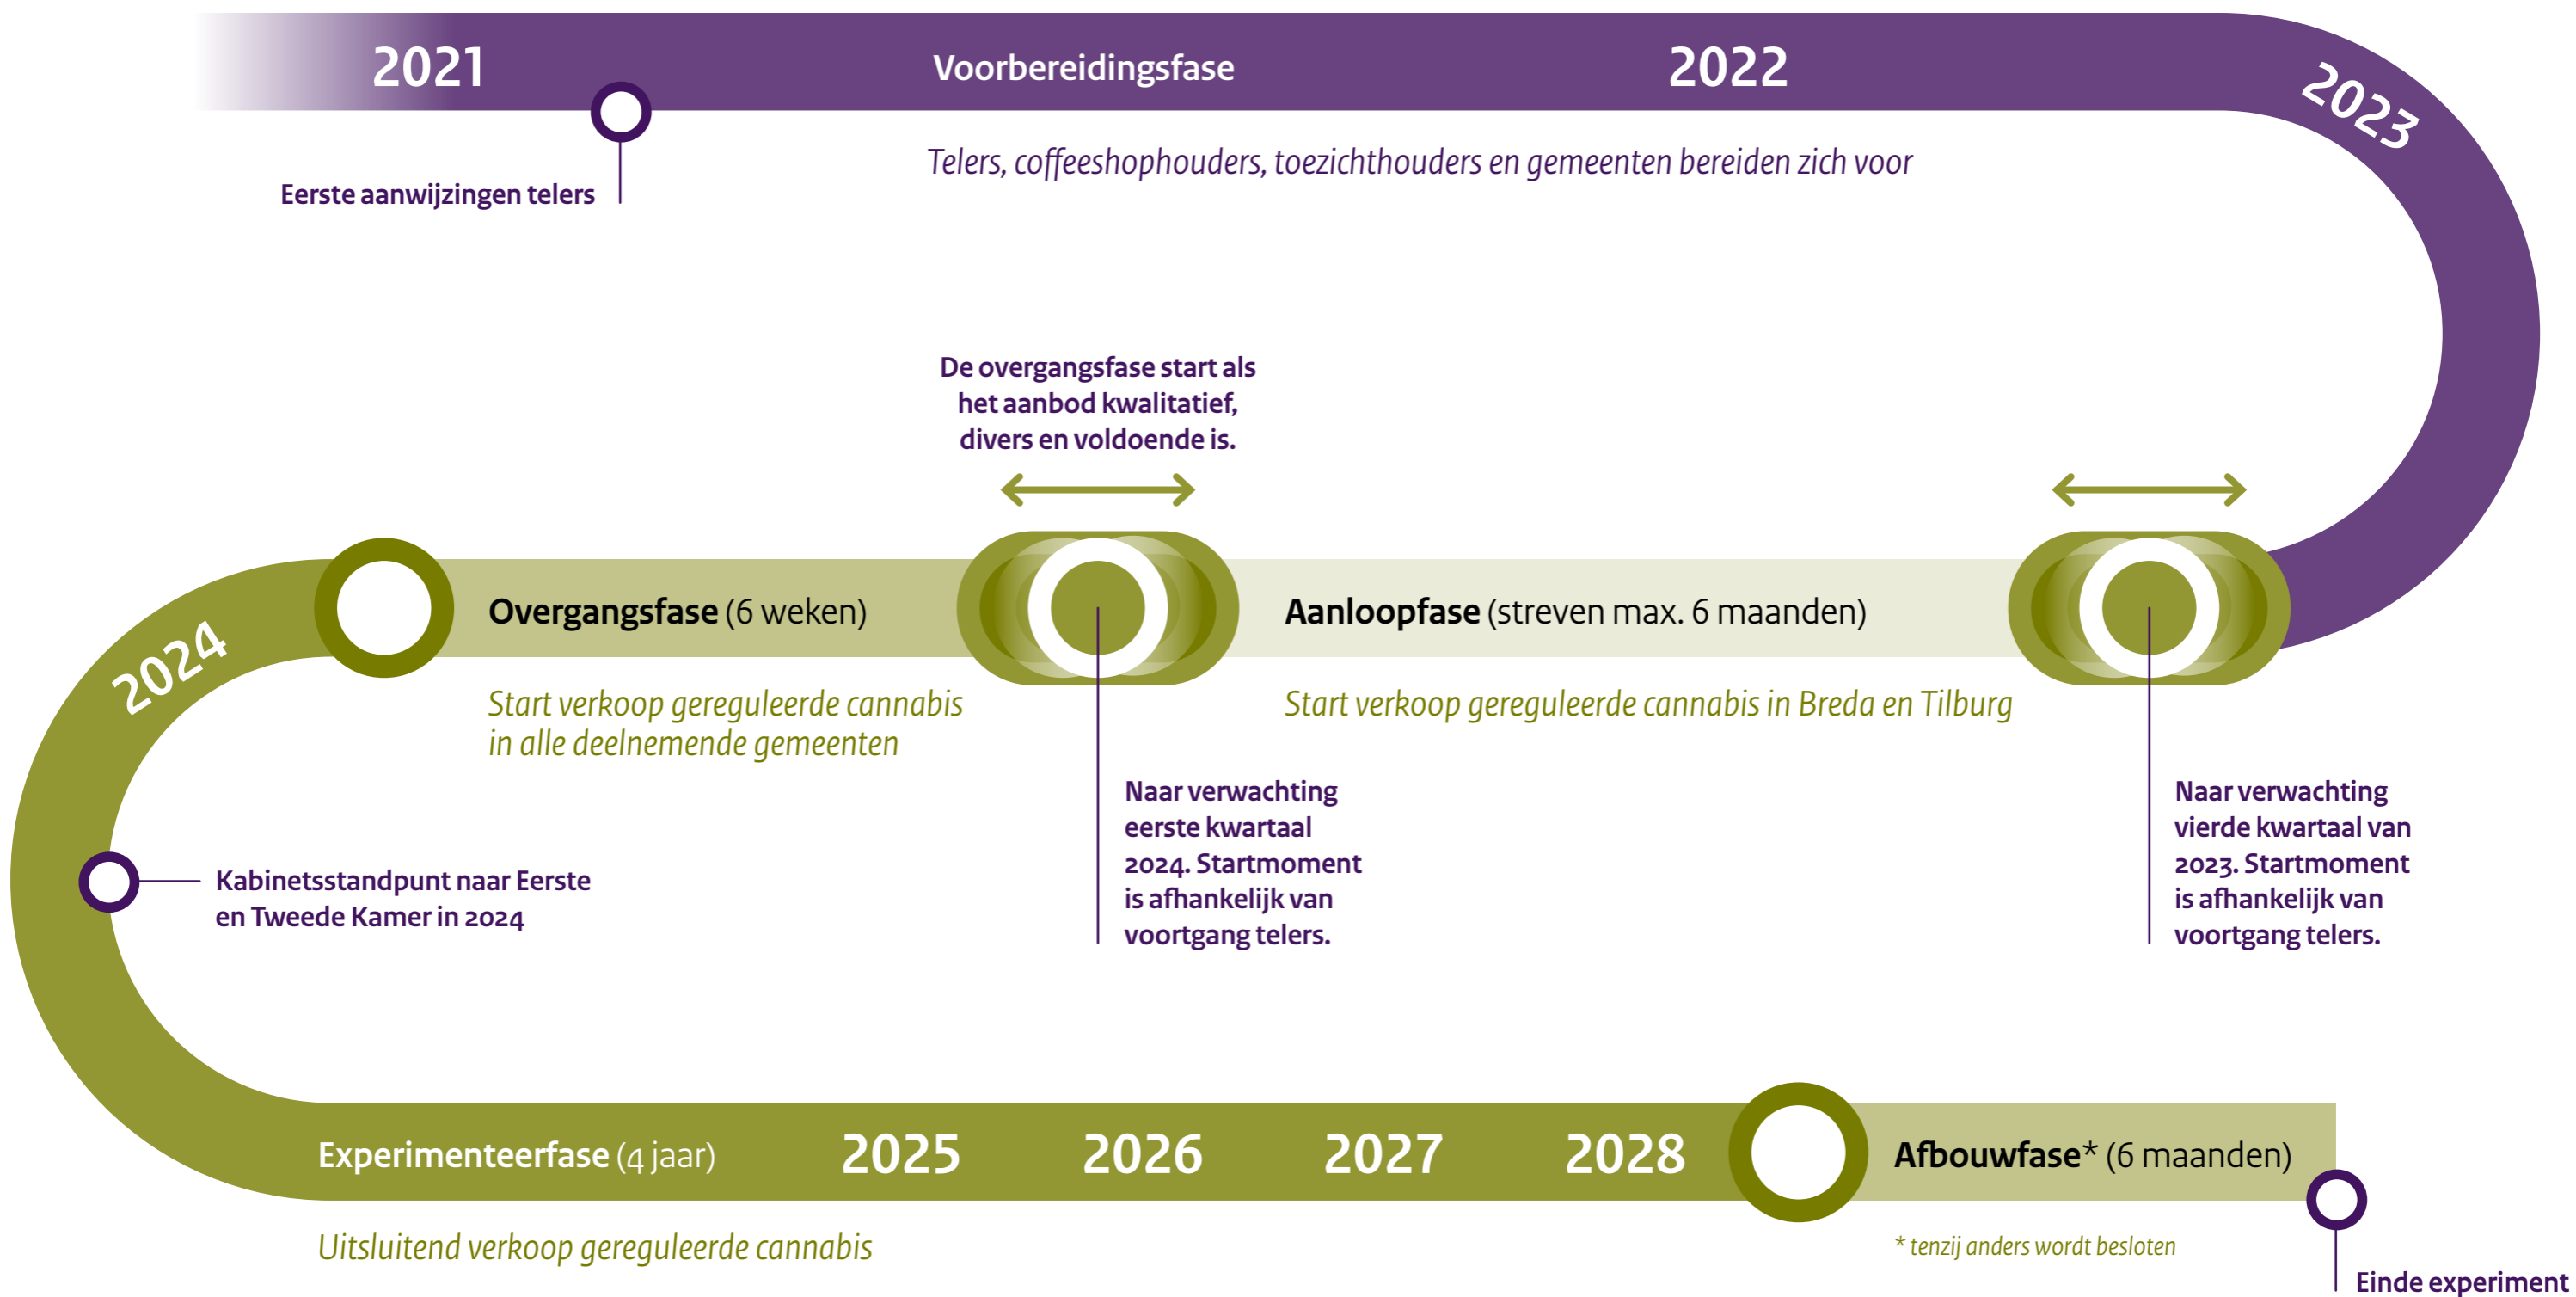 2021
Voorbereidingsfase
2022
2023
Telers, coffeeshophouders, toezichthouders en gemeenten bereiden zich voor
Eerste aanwijzingen telers
De overgangsfase start als
het aanbod kwalitatief,
divers en voldoende is.
Aanloopfase (streven max. 6 maanden)
Start verkoop gereguleerde cannabis in Breda en Tilburg
Naar verwachting
vierde kwartaal van
2023. Startmoment
is afhankelijk van
voortgang telers.
Overgangsfase (6 weken)
Start verkoop gereguleerde cannabis
in alle deelnemende gemeenten
Naar verwachting
eerste kwartaal
2024. Startmoment
is afhankelijk van
voortgang telers.
2024
Kabinetsstandpunt naar Eerste
en Tweede Kamer in 2024
Experimenteerfase (4 jaar)
2025
2026
2027
2028
Afbouwfase* (6 maanden)
Uitsluitend verkoop gereguleerde cannabis
* tenzij anders wordt besloten
Einde experiment